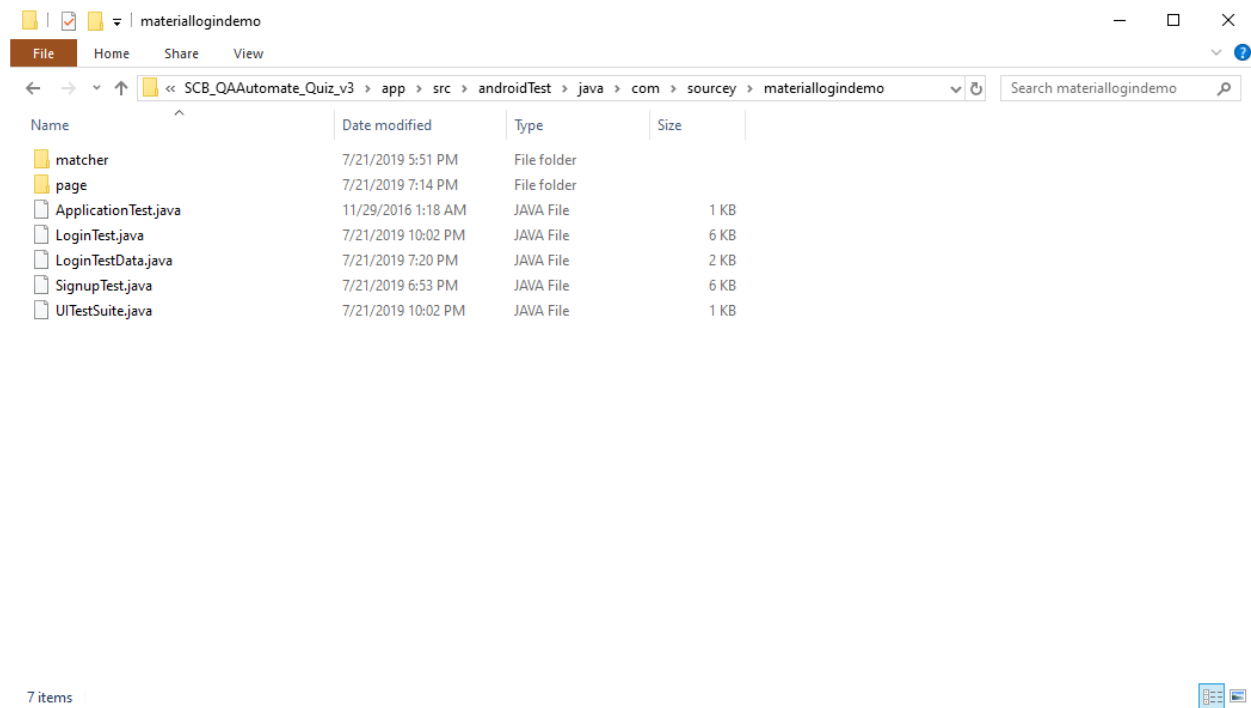 materiallogindemo
File Home Share View
« SCB_QAAutomate_Quiz_v3 > app > src > androidTest > java > com > sourcey > materiallogindemo Search materiallogindemo
Name Date modified Type Size
matcher 7/21/2019 5:51 PM File folder
page 7/21/2019 7:14 PM File folder
ApplicationTest.java 11/29/2016 1:18 AM JAVA File 1 KB
LoginTest.java 7/21/2019 10:02 PM JAVA File 6 KB
LoginTestData.java 7/21/2019 7:20 PM JAVA File 2 KB
SignupTest.java 7/21/2019 6:53 PM JAVA File 6 KB
UITestSuite.java 7/21/2019 10:02 PM JAVA File 1 KB
7 items